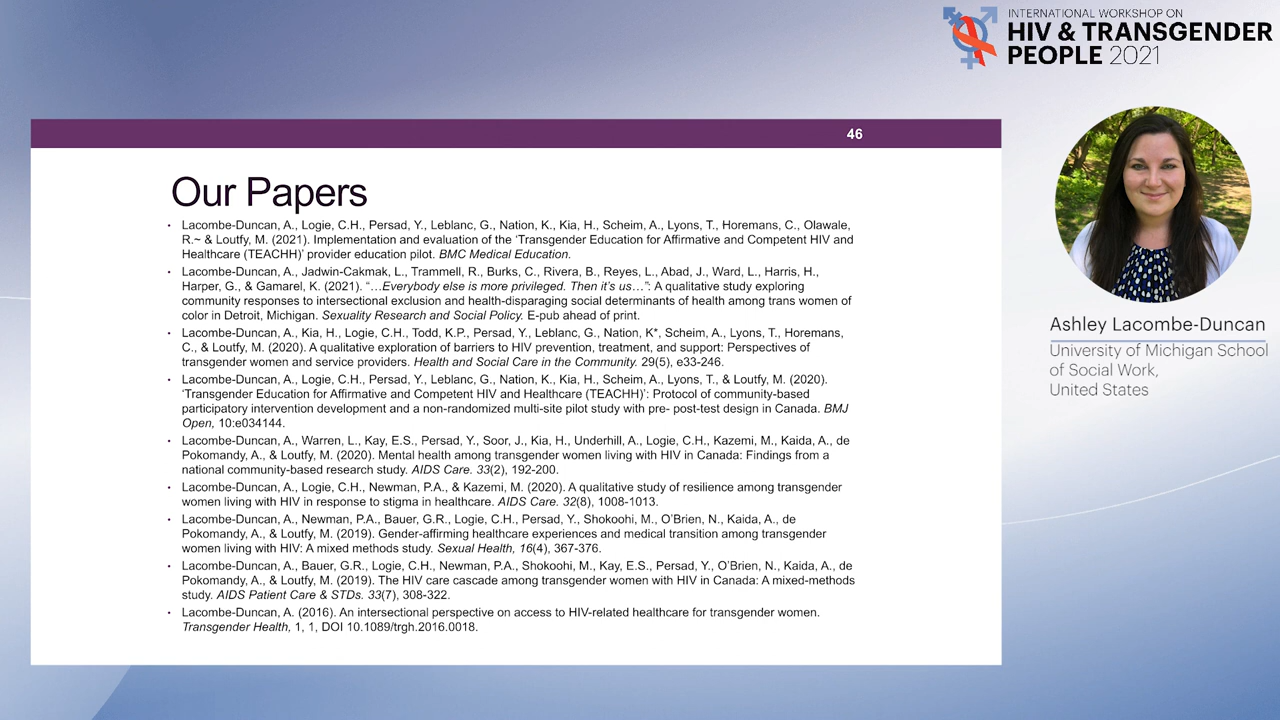 INTERNATIONAL WORKSHOP ON
HIV & TRANSGENDER
PEOPLE 2021
46
Our Papers
• Lacombe-Duncan, A., Logie, C.H., Persad, Y., Leblanc, G., Nation, K., Kia, H., Scheim, A., Lyons, T., Horemans, C., Olawale,
R.~ & Loutfy, M. (2021). Implementation and evaluation of the ‘Transgender Education for Affirmative and Competent HIV and
Healthcare (TEACHH)’ provider education pilot. BMC Medical Education.
• Lacombe-Duncan, A., Jadwin-Cakmak, L., Trammell, R., Burks, C., Rivera, B., Reyes, L., Abad, J., Ward, L., Harris, H.,
Harper, G., & Gamarel, K. (2021). “…Everybody else is more privileged. Then it’s us…”: A qualitative study exploring
community responses to intersectional exclusion and health-disparaging social determinants of health among trans women of
color in Detroit, Michigan. Sexuality Research and Social Policy. E-pub ahead of print.
• Lacombe-Duncan, A., Kia, H., Logie, C.H., Todd, K.P., Persad, Y., Leblanc, G., Nation, K*, Scheim, A., Lyons, T., Horemans,
C., & Loutfy, M. (2020). A qualitative exploration of barriers to HIV prevention, treatment, and support: Perspectives of
transgender women and service providers. Health and Social Care in the Community. 29(5), e33-246.
• Lacombe-Duncan, A., Logie, C.H., Persad, Y., Leblanc, G., Nation, K., Kia, H., Scheim, A., Lyons, T., & Loutfy, M. (2020).
‘Transgender Education for Affirmative and Competent HIV and Healthcare (TEACHH)’: Protocol of community-based
participatory intervention development and a non-randomized multi-site pilot study with pre- post-test design in Canada. BMJ
Open, 10:e034144.
• Lacombe-Duncan, A., Warren, L., Kay, E.S., Persad, Y., Soor, J., Kia, H., Underhill, A., Logie, C.H., Kazemi, M., Kaida, A., de
Pokomandy, A., & Loutfy, M. (2020). Mental health among transgender women living with HIV in Canada: Findings from a
national community-based research study. AIDS Care. 33(2), 192-200.
• Lacombe-Duncan, A., Logie, C.H., Newman, P.A., & Kazemi, M. (2020). A qualitative study of resilience among transgender
women living with HIV in response to stigma in healthcare. AIDS Care. 32(8), 1008-1013.
• Lacombe-Duncan, A., Newman, P.A., Bauer, G.R., Logie, C.H., Persad, Y., Shokoohi, M., O’Brien, N., Kaida, A., de
Pokomandy, A., & Loutfy, M. (2019). Gender-affirming healthcare experiences and medical transition among transgender
women living with HIV: A mixed methods study. Sexual Health, 16(4), 367-376.
• Lacombe-Duncan, A., Bauer, G.R., Logie, C.H., Newman, P.A., Shokoohi, M., Kay, E.S., Persad, Y., O’Brien, N., Kaida, A., de
Pokomandy, A., & Loutfy, M. (2019). The HIV care cascade among transgender women with HIV in Canada: A mixed-methods
study. AIDS Patient Care & STDs. 33(7), 308-322.
• Lacombe-Duncan, A. (2016). An intersectional perspective on access to HIV-related healthcare for transgender women.
Transgender Health, 1, 1, DOI 10.1089/trgh.2016.0018.
Ashley Lacombe-Duncan
University of Michigan School
of Social Work,
United States